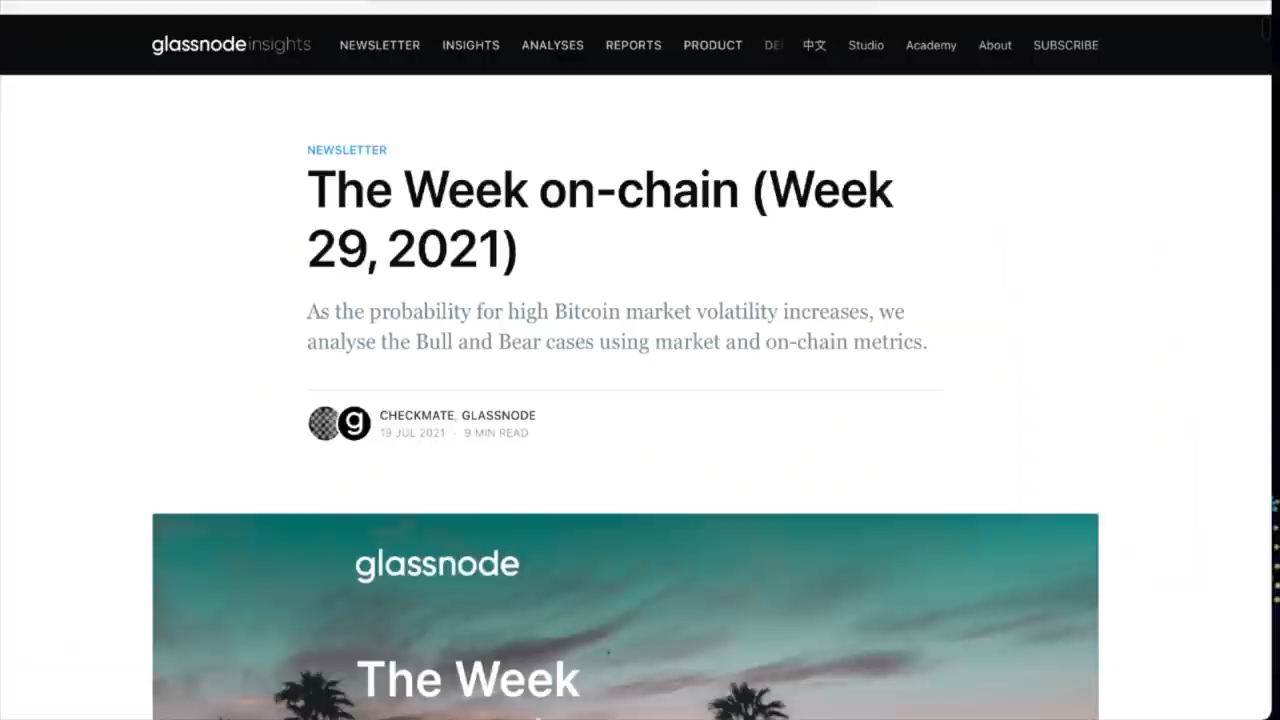 glassnode insights NEWSLETTER INSIGHTS ANALYSES REPORTS PRODUCT 中文 Studio Academy About SUBSCRIBE
NEWSLETTER
The Week on-chain (Week
29, 2021)
As the probability for high Bitcoin market volatility increases, we
analyse the Bull and Bear cases using market and on-chain metrics.
CHECKMATE, GLASSNODE
19 JUL 2021 · 9 MIN READ
glassnode
The Week